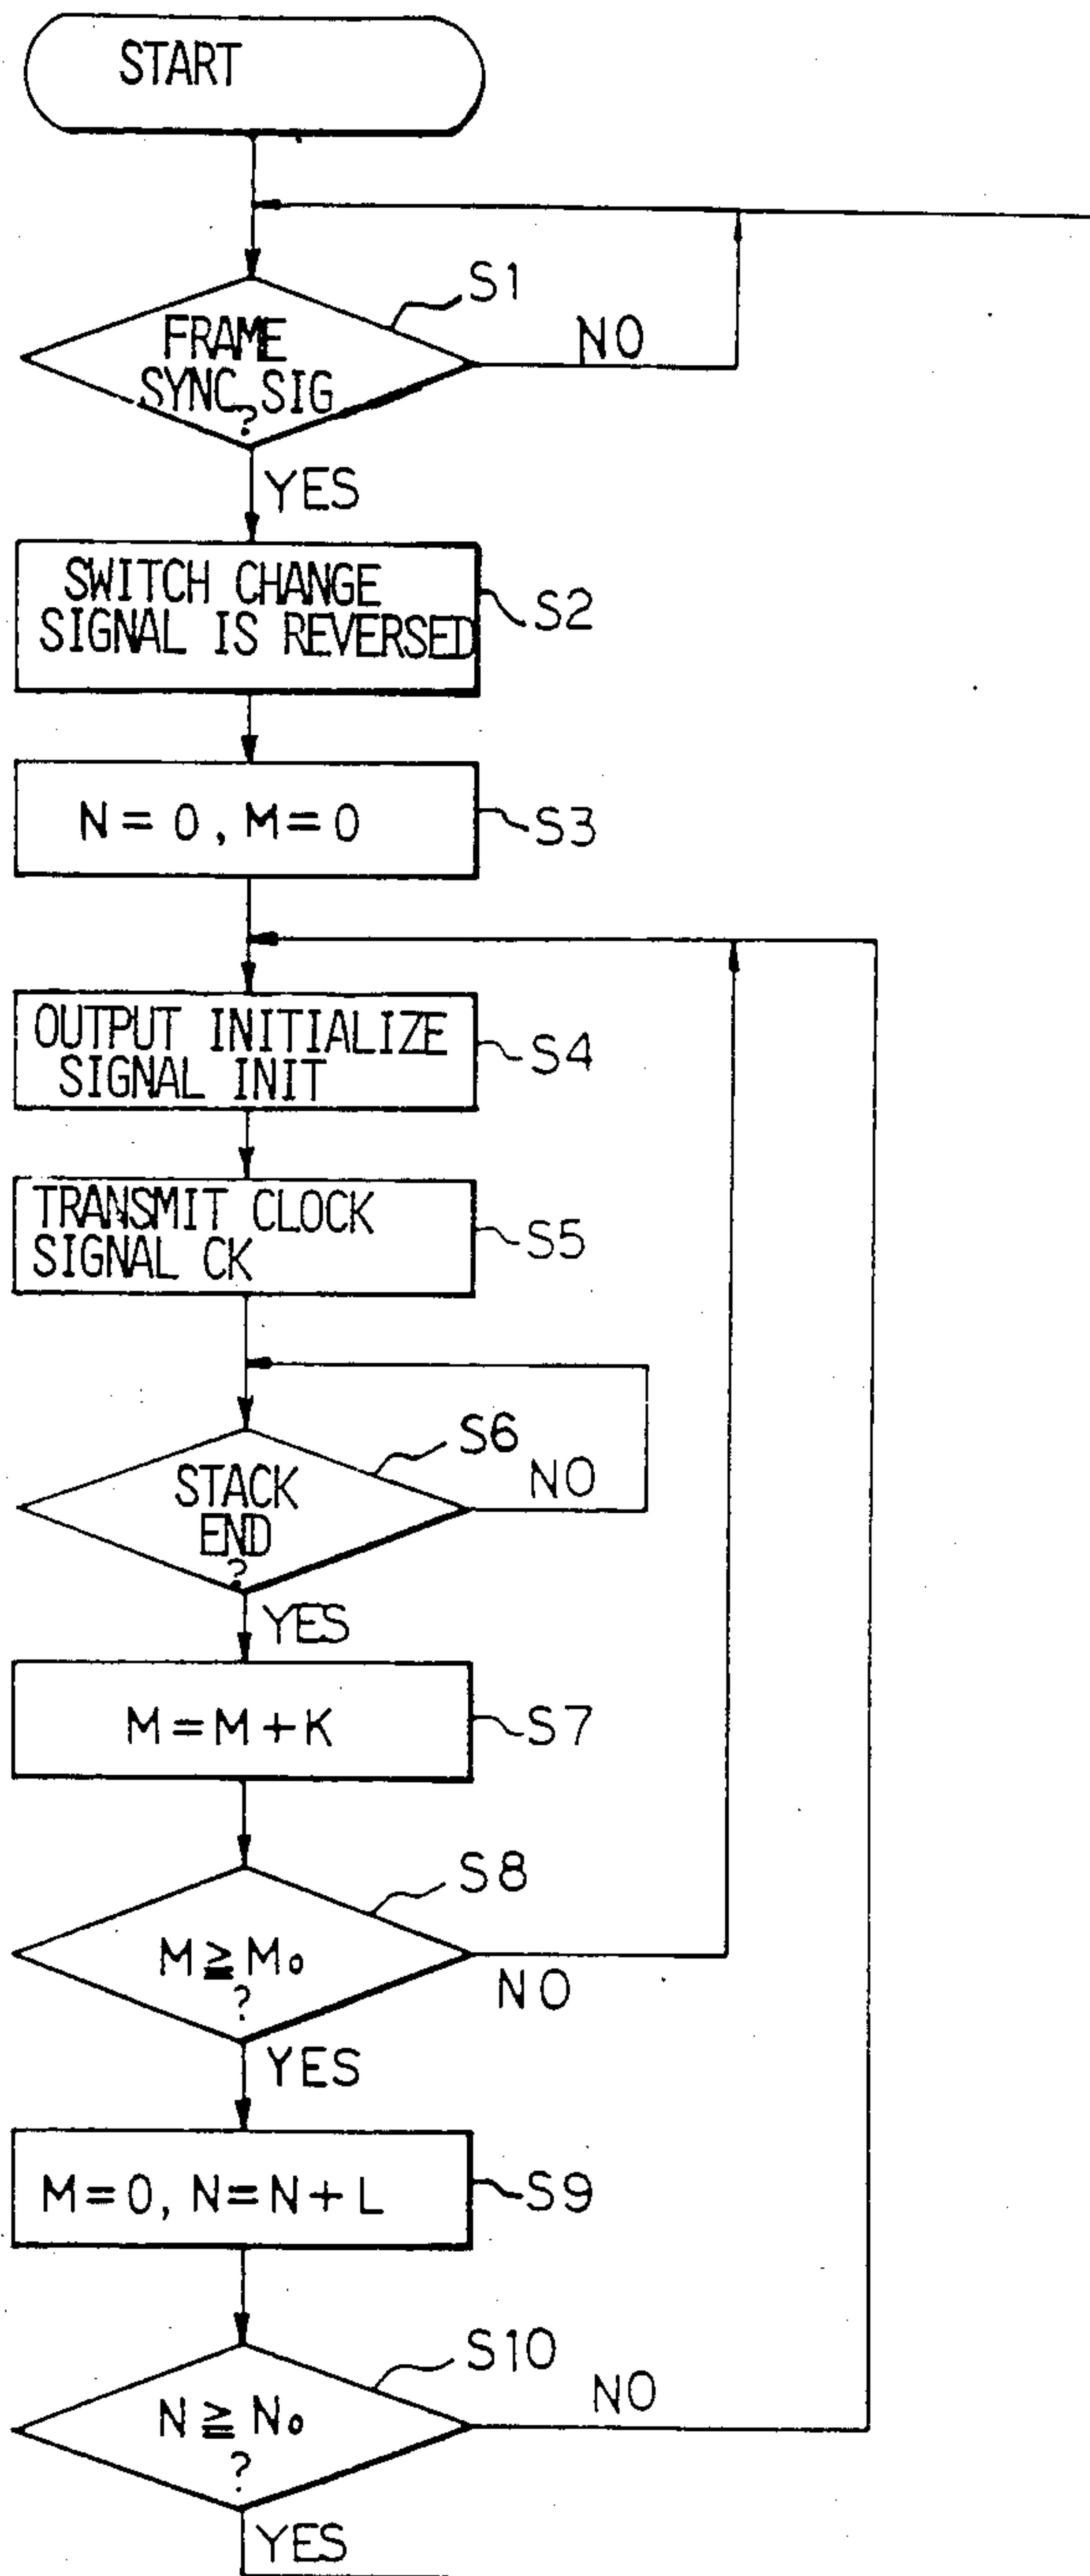 START
S1
FRAME
SYNC SIG
?
NO
YES
SWITCH CHANGE
SIGNAL IS REVERSED
S2
N = 0, M = 0
S3
OUTPUT INITIALIZE
SIGNAL INIT
S4
TRANSMIT CLOCK
SIGNAL CK
S5
S6
STACK
END
?
NO
YES
M = M + K
S7
S8
M ≧ M₀
?
NO
YES
M = 0, N = N + L
S9
S10
N ≧ N₀
?
NO
YES